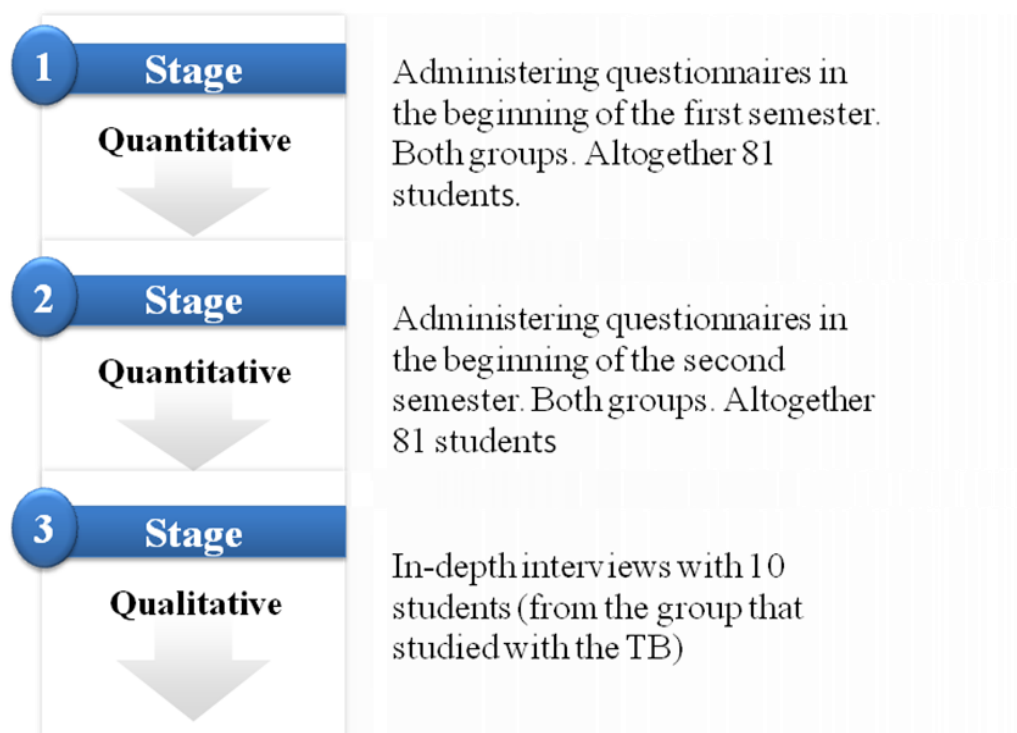 1
Stage
Quantitative
Administering questionnaires in
the beginning of the first semester.
Both groups. Altogether 81
students.
2
Stage
Quantitative
Administering questionnaires in
the beginning of the second
semester. Both groups. Altogether
81 students
3
Stage
Qualitative
In-depth interviews with 10
students (from the group that
studied with the TB)